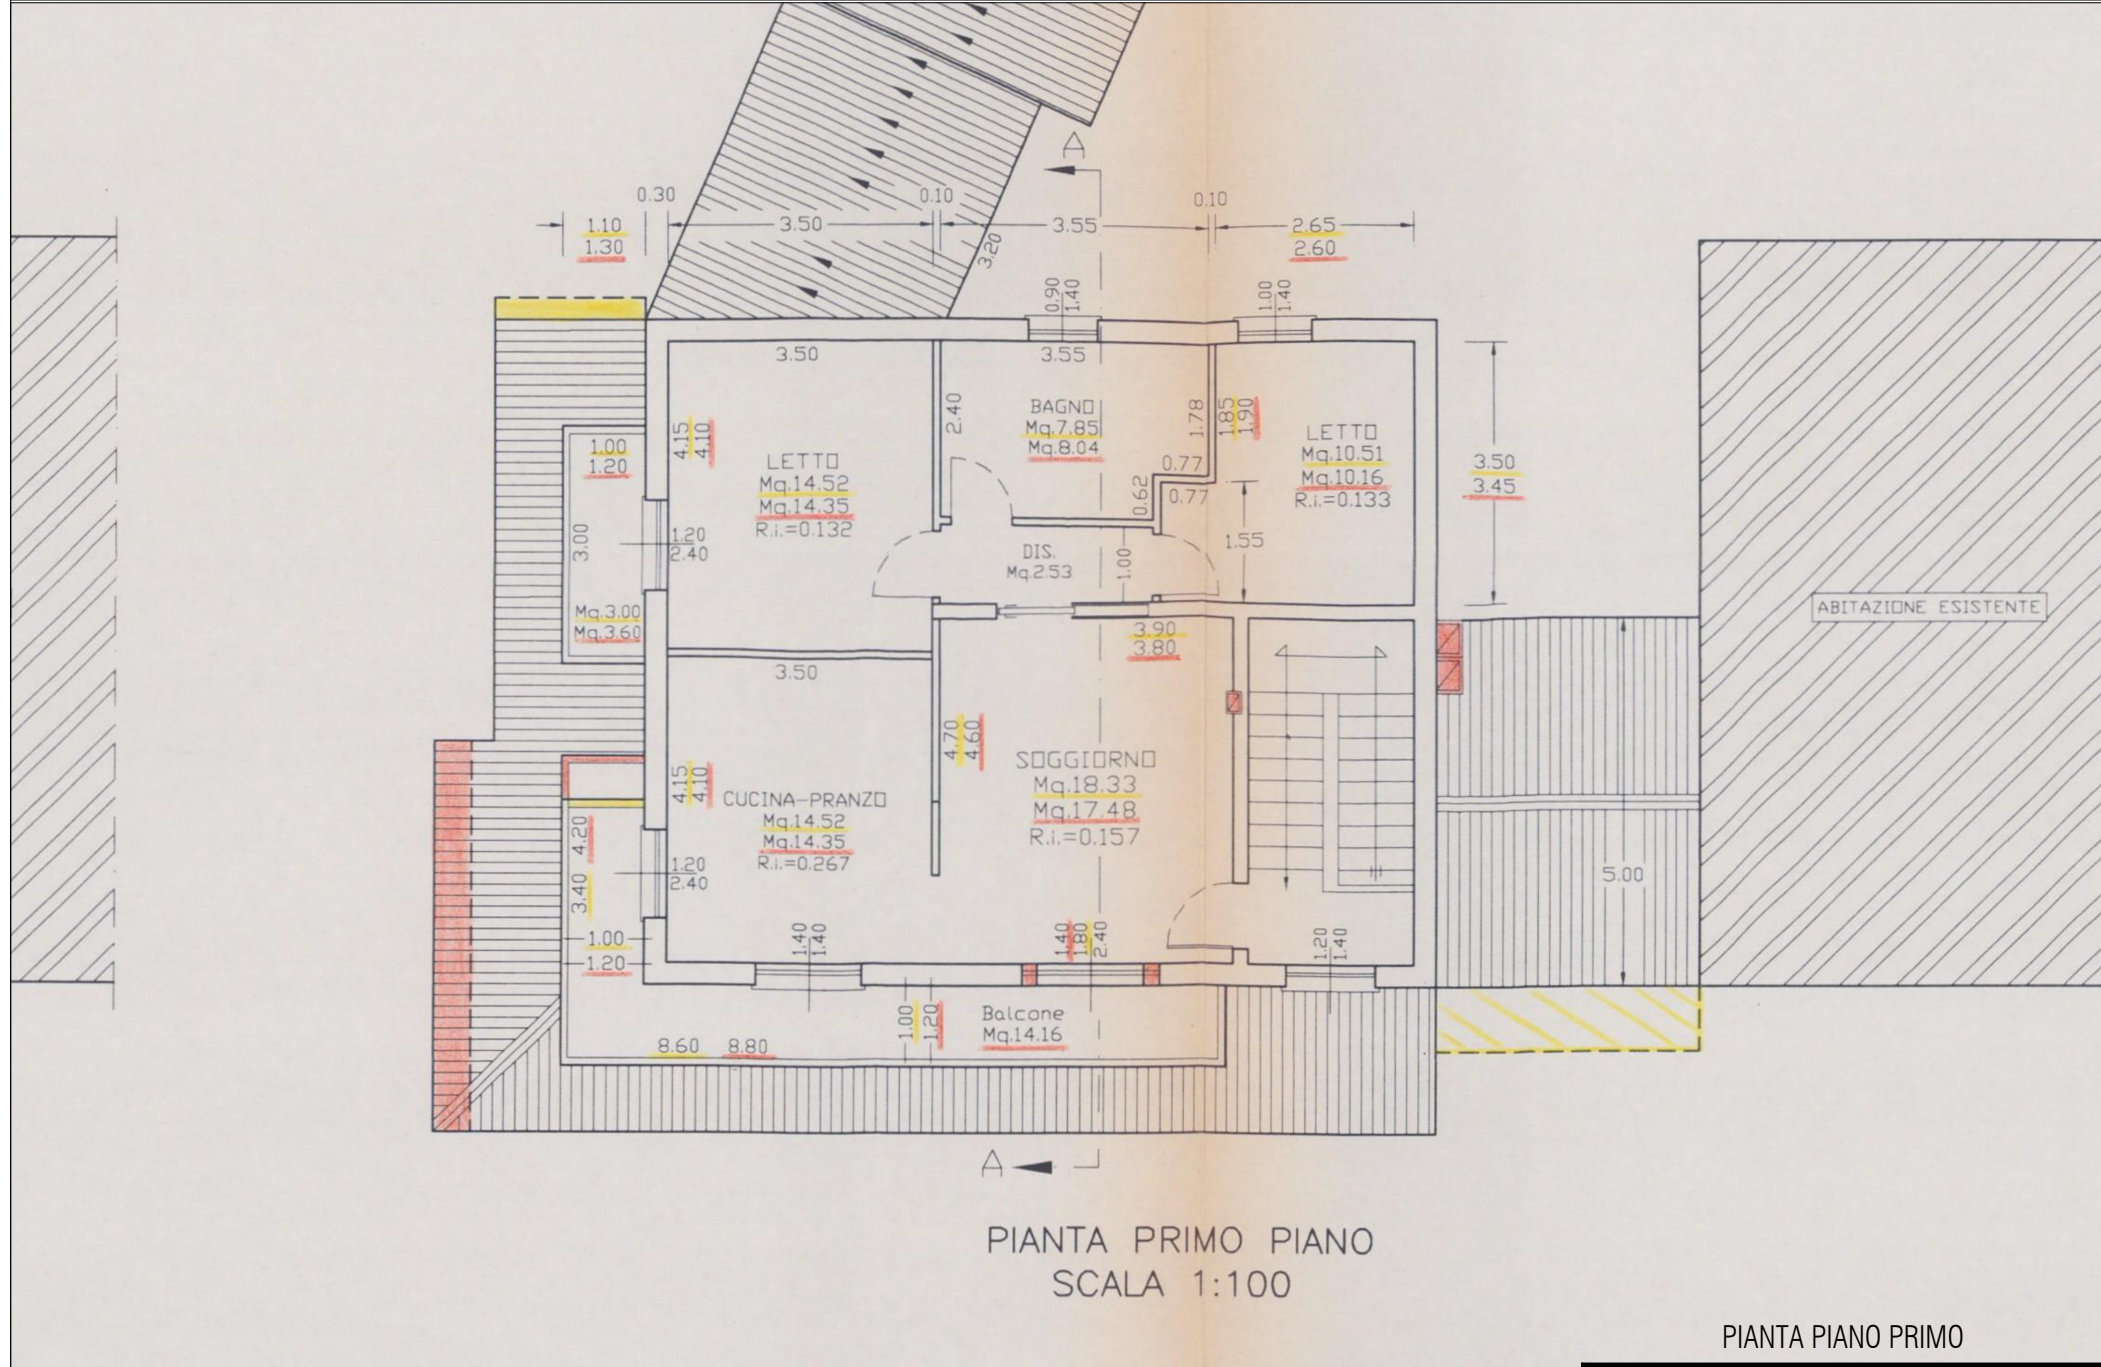 A
0.30
0.10
0.10
1.10
1.30
3.50
3.55
2.65
2.60
3.20
0.90
1.40
1.00
1.40
3.50
3.55
BAGNO
Mq.7.85
Mq.8.04
2.40
1.78
1.85
1.90
0.77
0.77
0.62
LETTO
Mq.10.51
Mq.10.16
R.i.=0.133
3.50
3.45
1.55
4.15
4.10
LETTO
Mq.14.52
Mq.14.35
R.i.=0.132
1.00
1.20
3.00
Mq.3.00
Mq.3.60
1.20
2.40
DIS.
Mq.2.53
1.00
3.90
3.80
ABITAZIONE ESISTENTE
3.50
4.70
4.60
SOGGIORNO
Mq.18.33
Mq.17.48
R.i.=0.157
4.15
4.10
CUCINA-PRANZO
Mq.14.52
Mq.14.35
R.i.=0.267
4.20
3.40
1.20
2.40
5.00
1.00
1.20
1.40
1.40
1.40
1.80
2.40
1.20
1.40
1.00
1.20
Balcone
Mq.14.16
8.60
8.80
A
PIANTA PRIMO PIANO
SCALA 1:100
PIANTA PIANO PRIMO